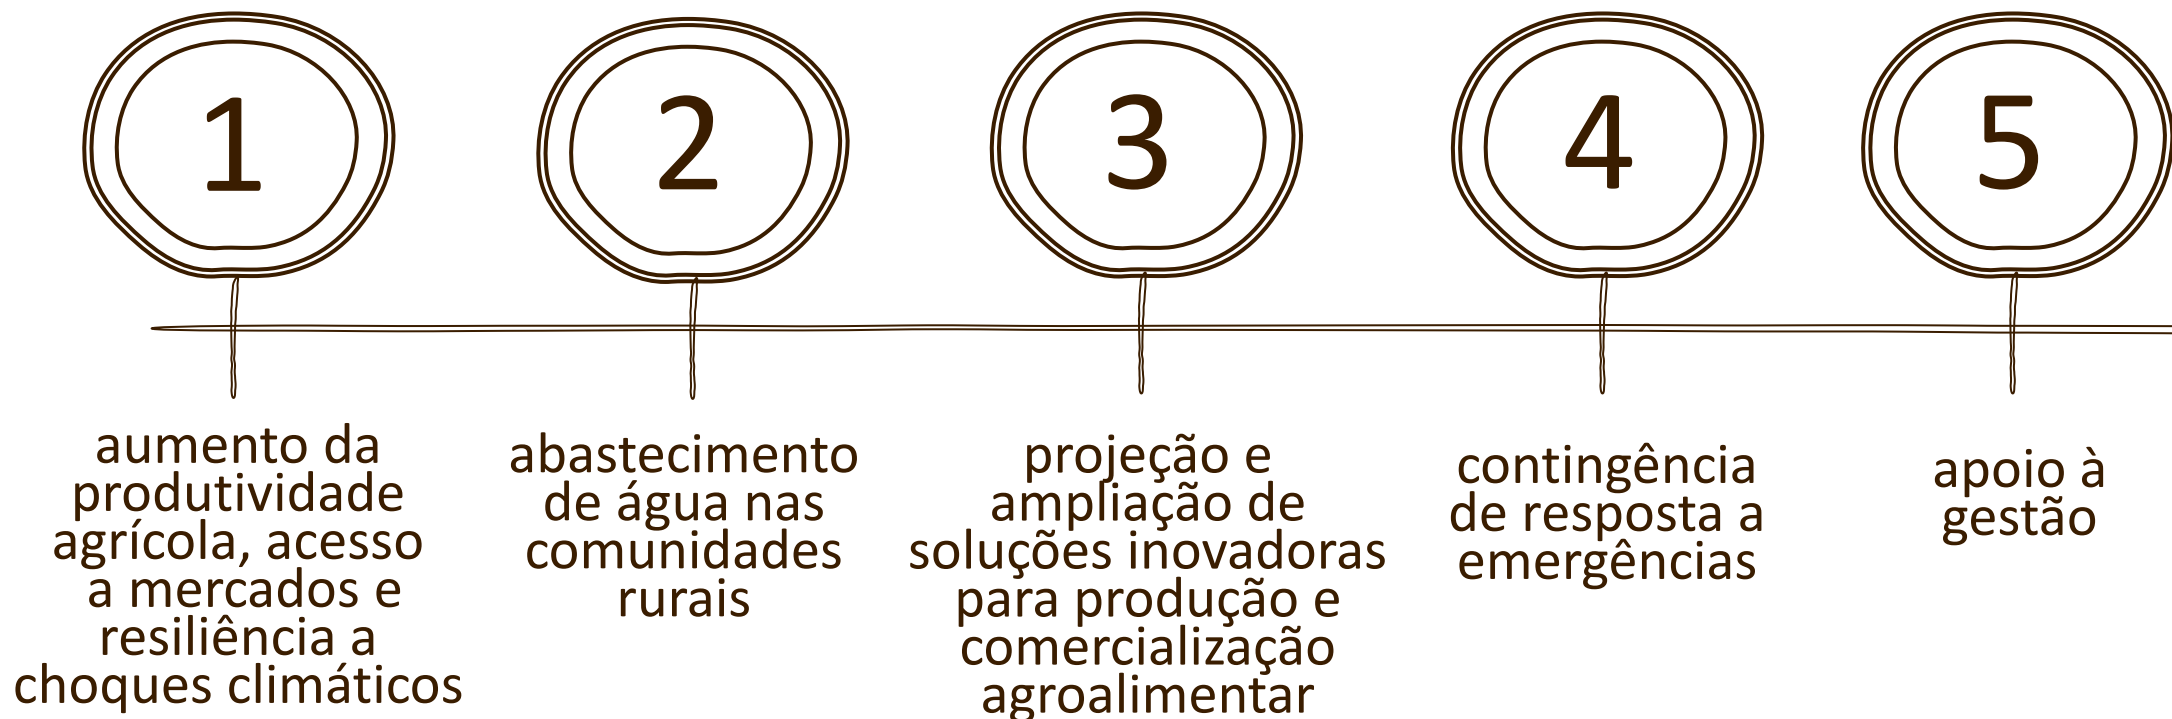 1
aumento da
produtividade
agrícola, acesso
a mercados e
resiliência a
choques climáticos
2
abastecimento
de água nas
comunidades
rurais
3
projeção e
ampliação de
soluções inovadoras
para produção e
comercialização
agroalimentar
4
contingência
de resposta a
emergências
5
apoio à
gestão